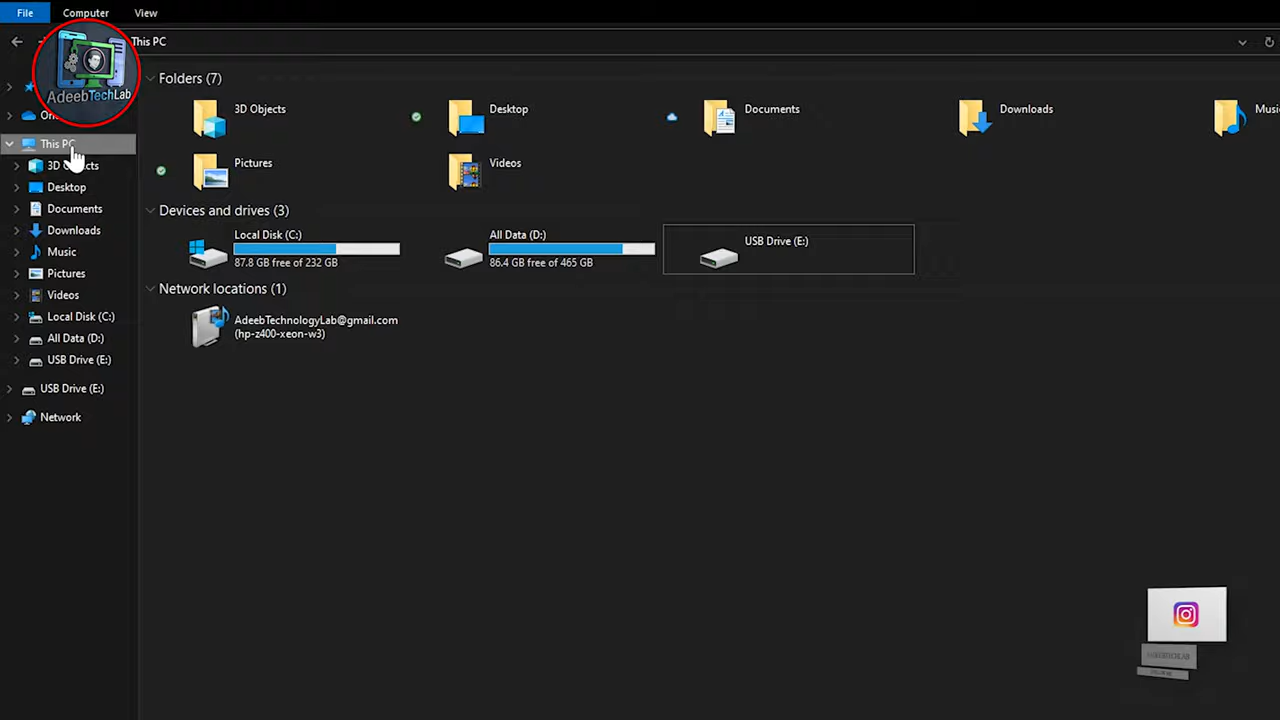 File
Computer
View
This PC
AdeebTechLab
This PC
3D Objects
Desktop
Documents
Downloads
Music
Pictures
Videos
Local Disk (C:)
All Data (D:)
USB Drive (E:)
USB Drive (E:)
Network
Folders (7)
3D Objects
Desktop
Documents
Downloads
Pictures
Videos
Devices and drives (3)
Local Disk (C:)
87.8 GB free of 232 GB
All Data (D:)
86.4 GB free of 465 GB
USB Drive (E:)
Network locations (1)
AdeebTechnologyLab@gmail.com
(hp-z400-xeon-w3)